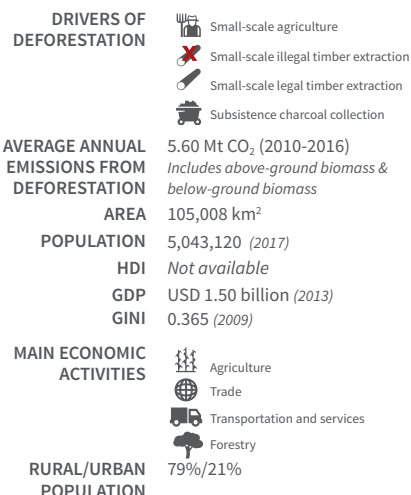 DRIVERS OF
DEFORESTATION
Small-scale agriculture
Small-scale illegal timber extraction
Small-scale legal timber extraction
Subsistence charcoal collection
AVERAGE ANNUAL
EMISSIONS FROM
DEFORESTATION
5.60 Mt CO₂ (2010-2016)
Includes above-ground biomass &
below-ground biomass
AREA 105,008 km²
POPULATION 5,043,120 (2017)
HDI Not available
GDP USD 1.50 billion (2013)
GINI 0.365 (2009)
MAIN ECONOMIC
ACTIVITIES
Agriculture
Trade
Transportation and services
Forestry
RURAL/URBAN
POPULATION
79%/21%